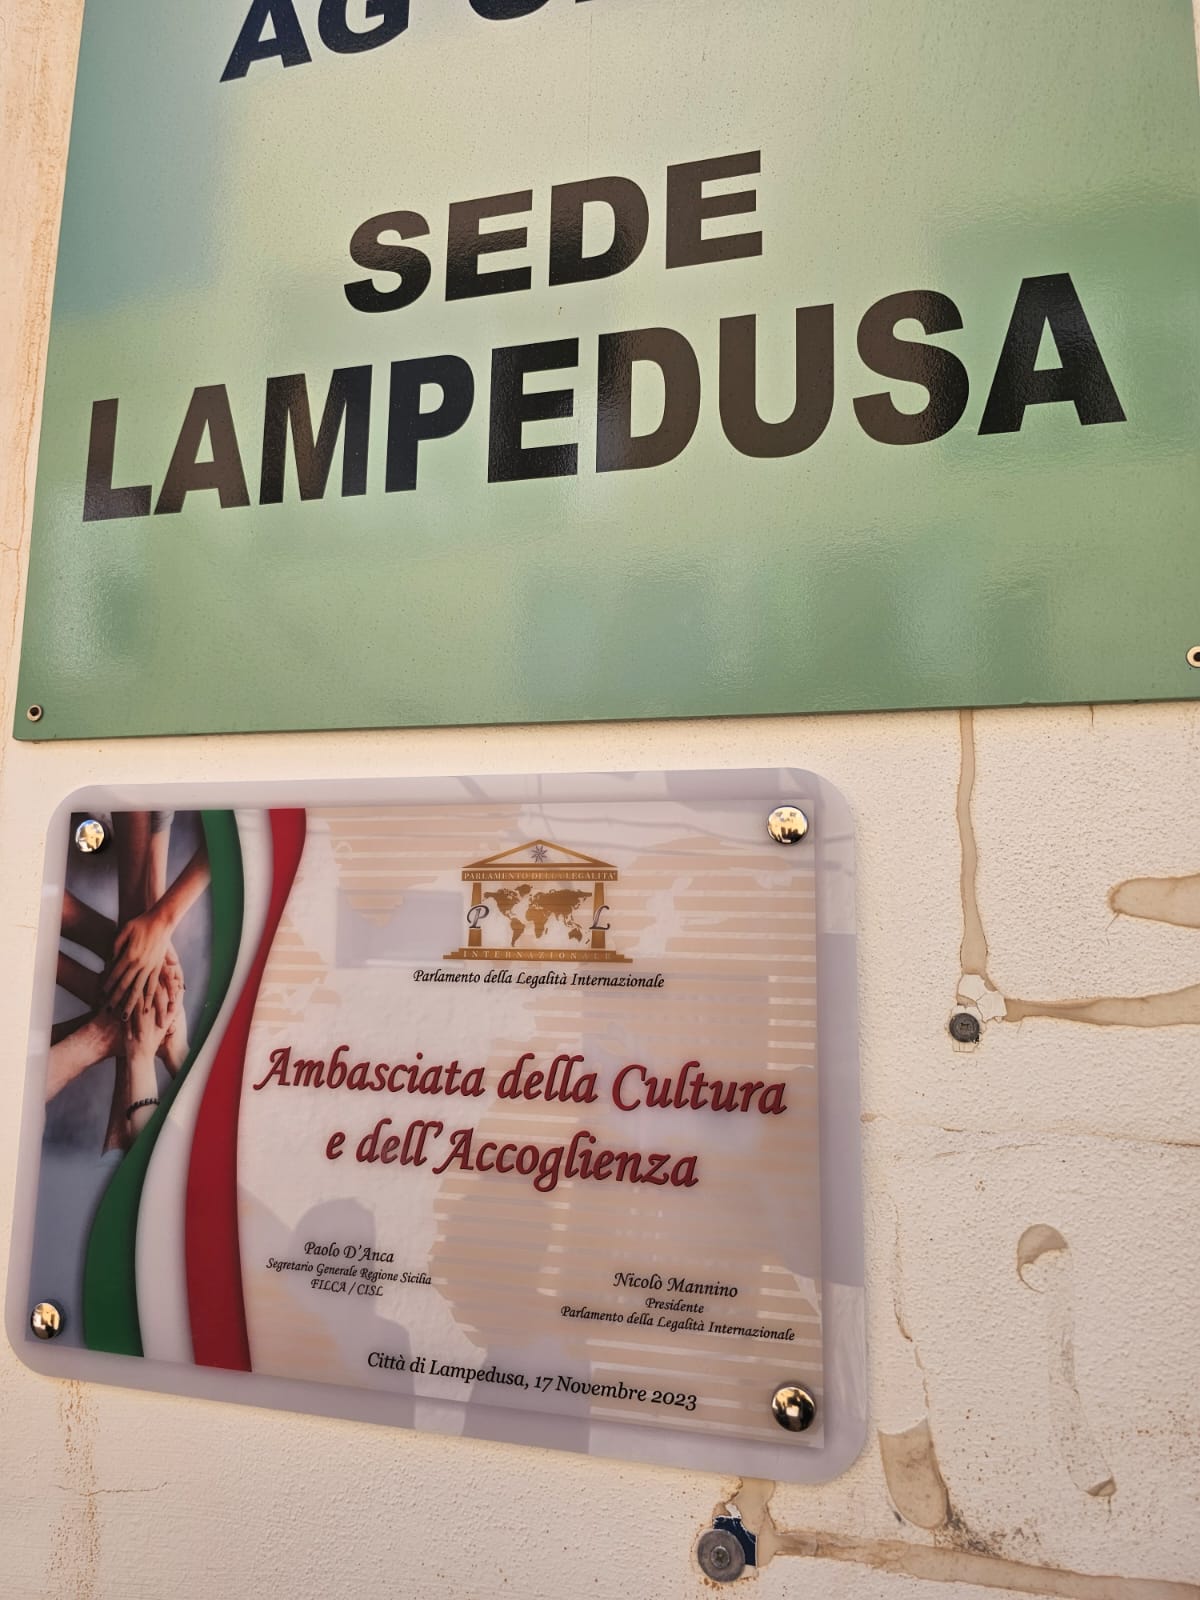 SEDE
LAMPEDUSA
PARLAMENTO DELLA LEGALITÀ
P L
INTERNAZIONALE
Parlamento della Legalità Internazionale
Ambasciata della Cultura
e dell'Accoglienza
Paolo D'Anca
Segretario Generale Regione Sicilia
FILCA / CISL
Nicolò Mannino
Presidente
Parlamento della Legalità Internazionale
Città di Lampedusa, 17 Novembre 2023